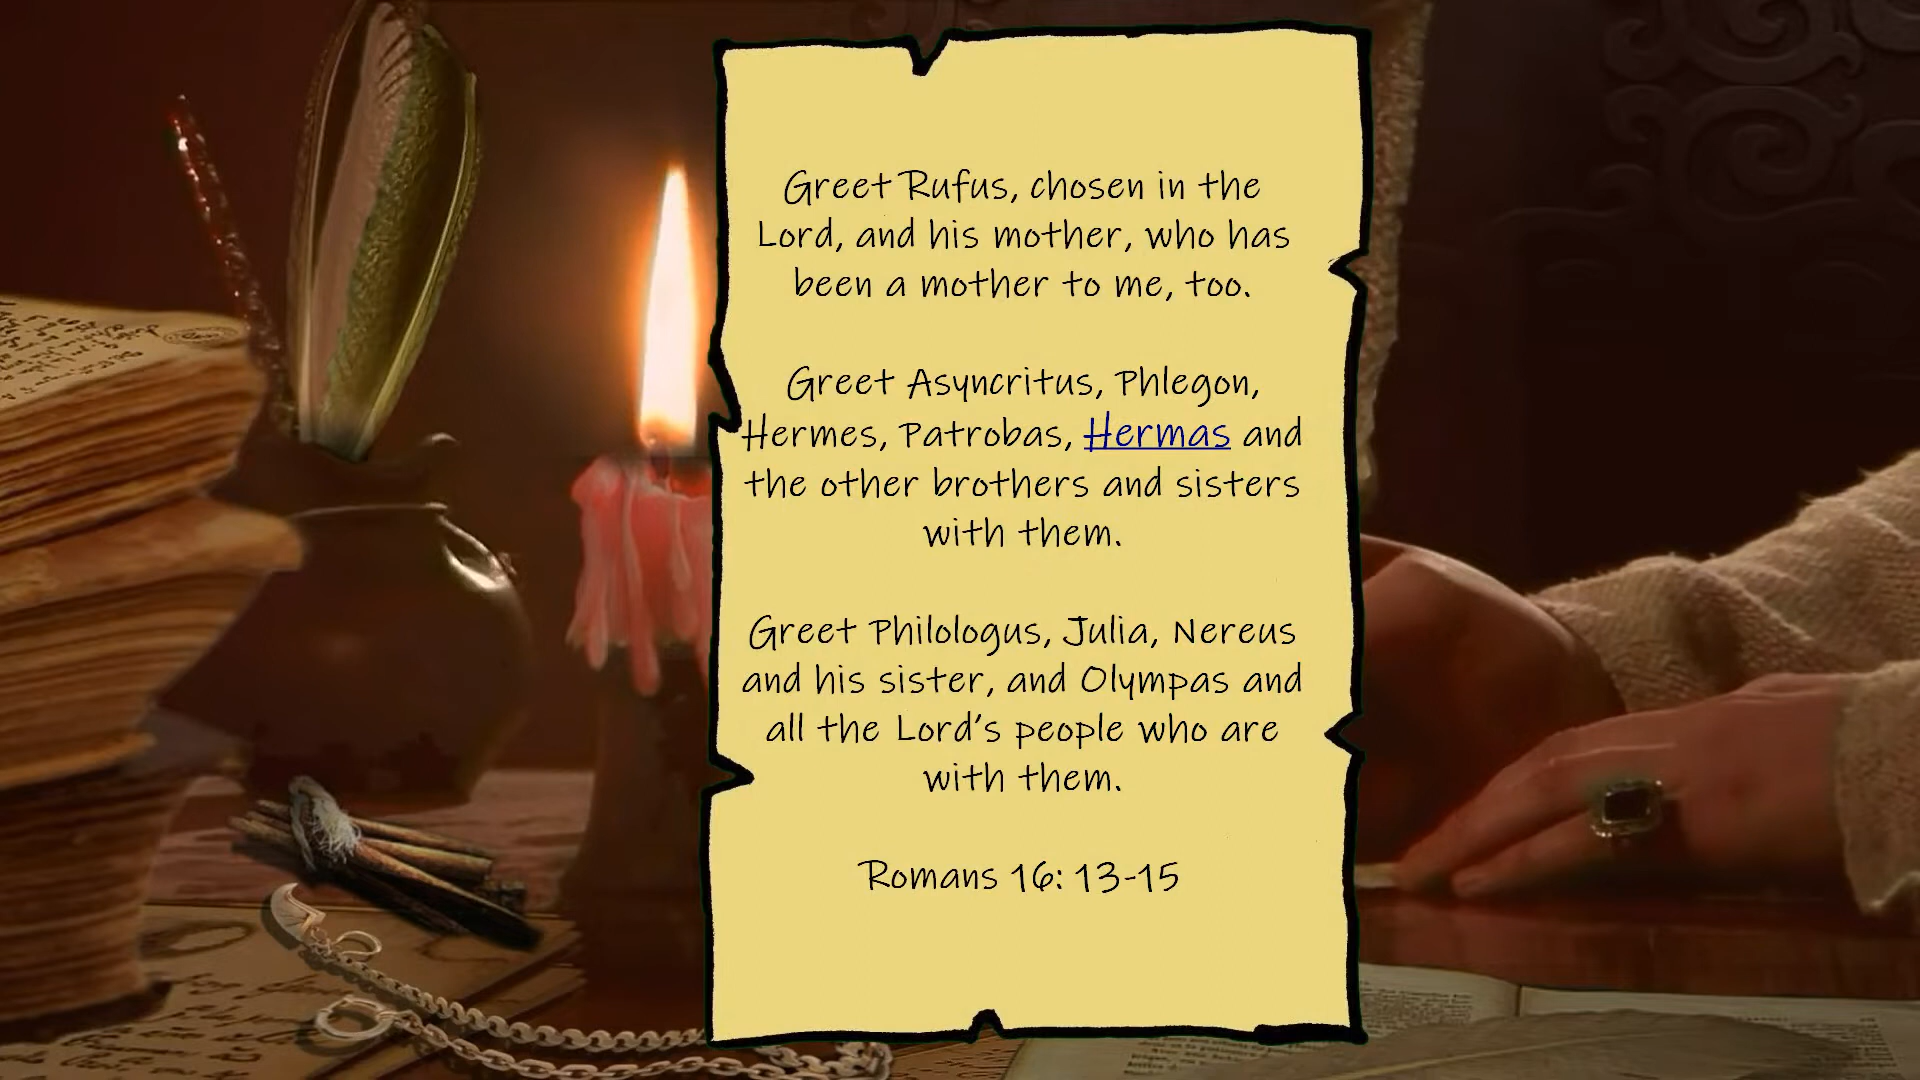 Greet Rufus, chosen in the
Lord, and his mother, who has
been a mother to me, too.
Greet Asyncritus, Phlegon,
Hermes, Patrobas, Hermas and
the other brothers and sisters
with them.
Greet Philologus, Julia, Nereus
and his sister, and Olympas and
all the Lord's people who are
with them.
Romans 16: 13-15